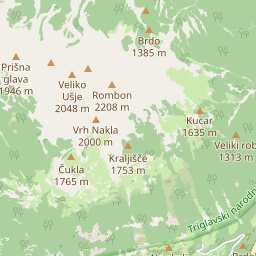 Brdo
1385 m
Prišna
glava
1946 m
Veliko
Ušje
2048 m
Rombon
2208 m
Kucar
1635 m
Vrh Nakla
2000 m
Veliki rob
1313 m
Čukla
1765 m
Kraljišče
1753 m
Triglavski narodn